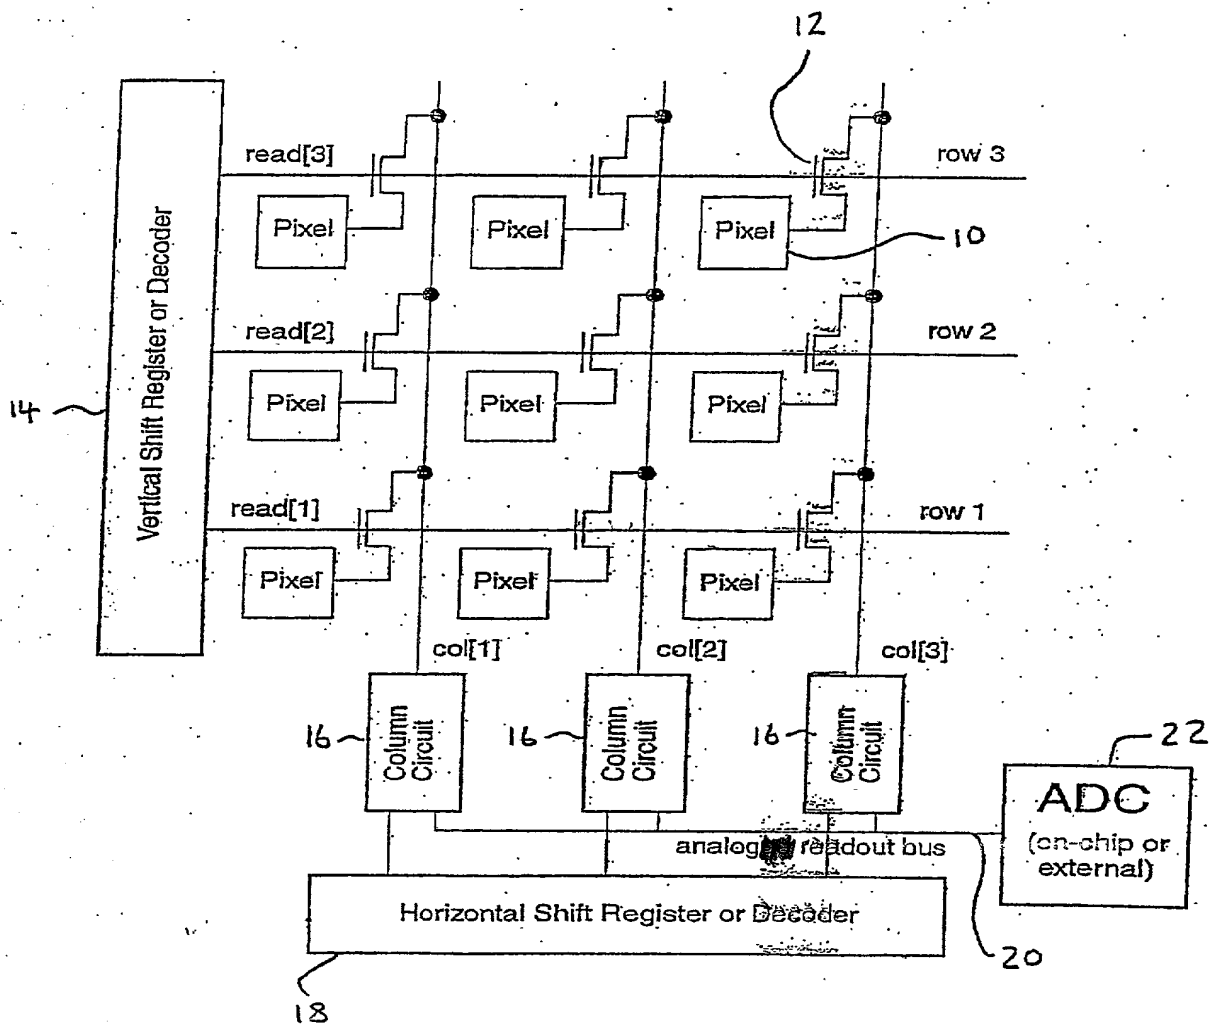 12
read[3]
row 3
Pixel
Pixel
Pixel
10
Vertical Shift Register or Decoder
read[2]
row 2
14
Pixel
Pixel
Pixel
read[1]
row 1
Pixel
Pixel
Pixel
col[1]
col[2]
col[3]
16
Column
Circuit
16
Column
Circuit
16
Column
Circuit
22
ADC
(on-chip or
external)
readout bus
Horizontal Shift Register or Decoder
20
18